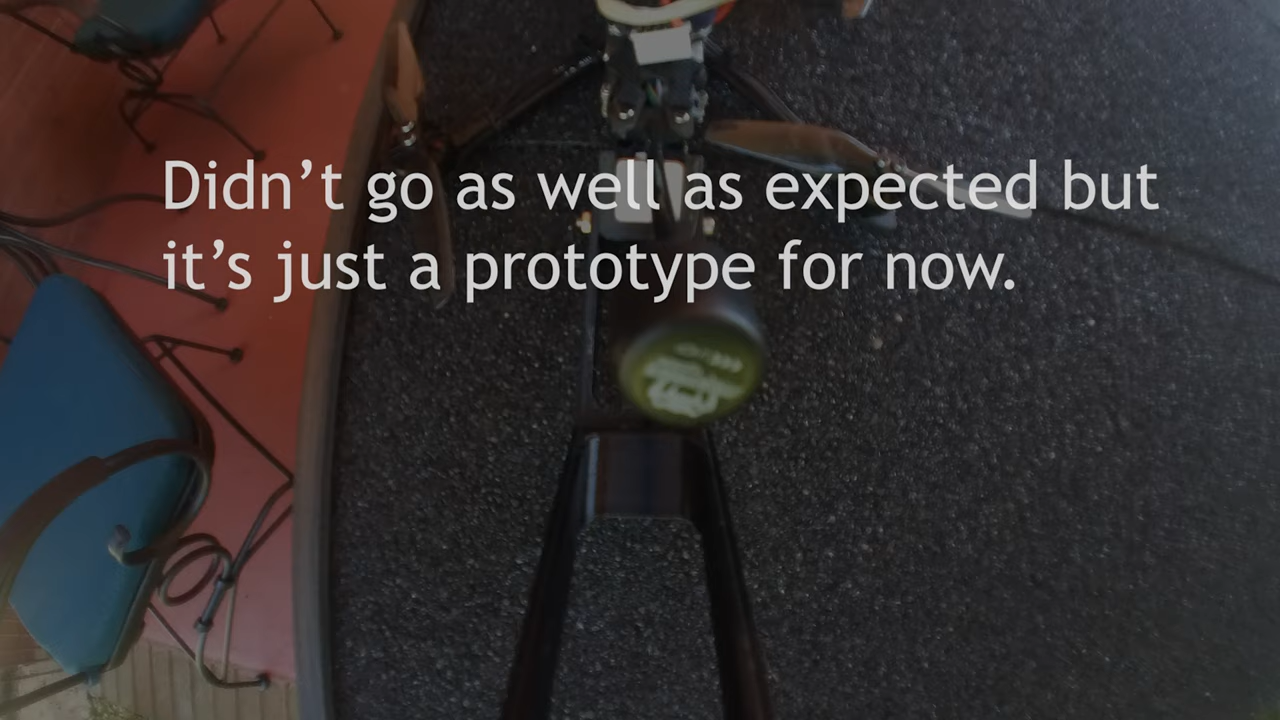 Didn’t go as well as expected but
it’s just a prototype for now.